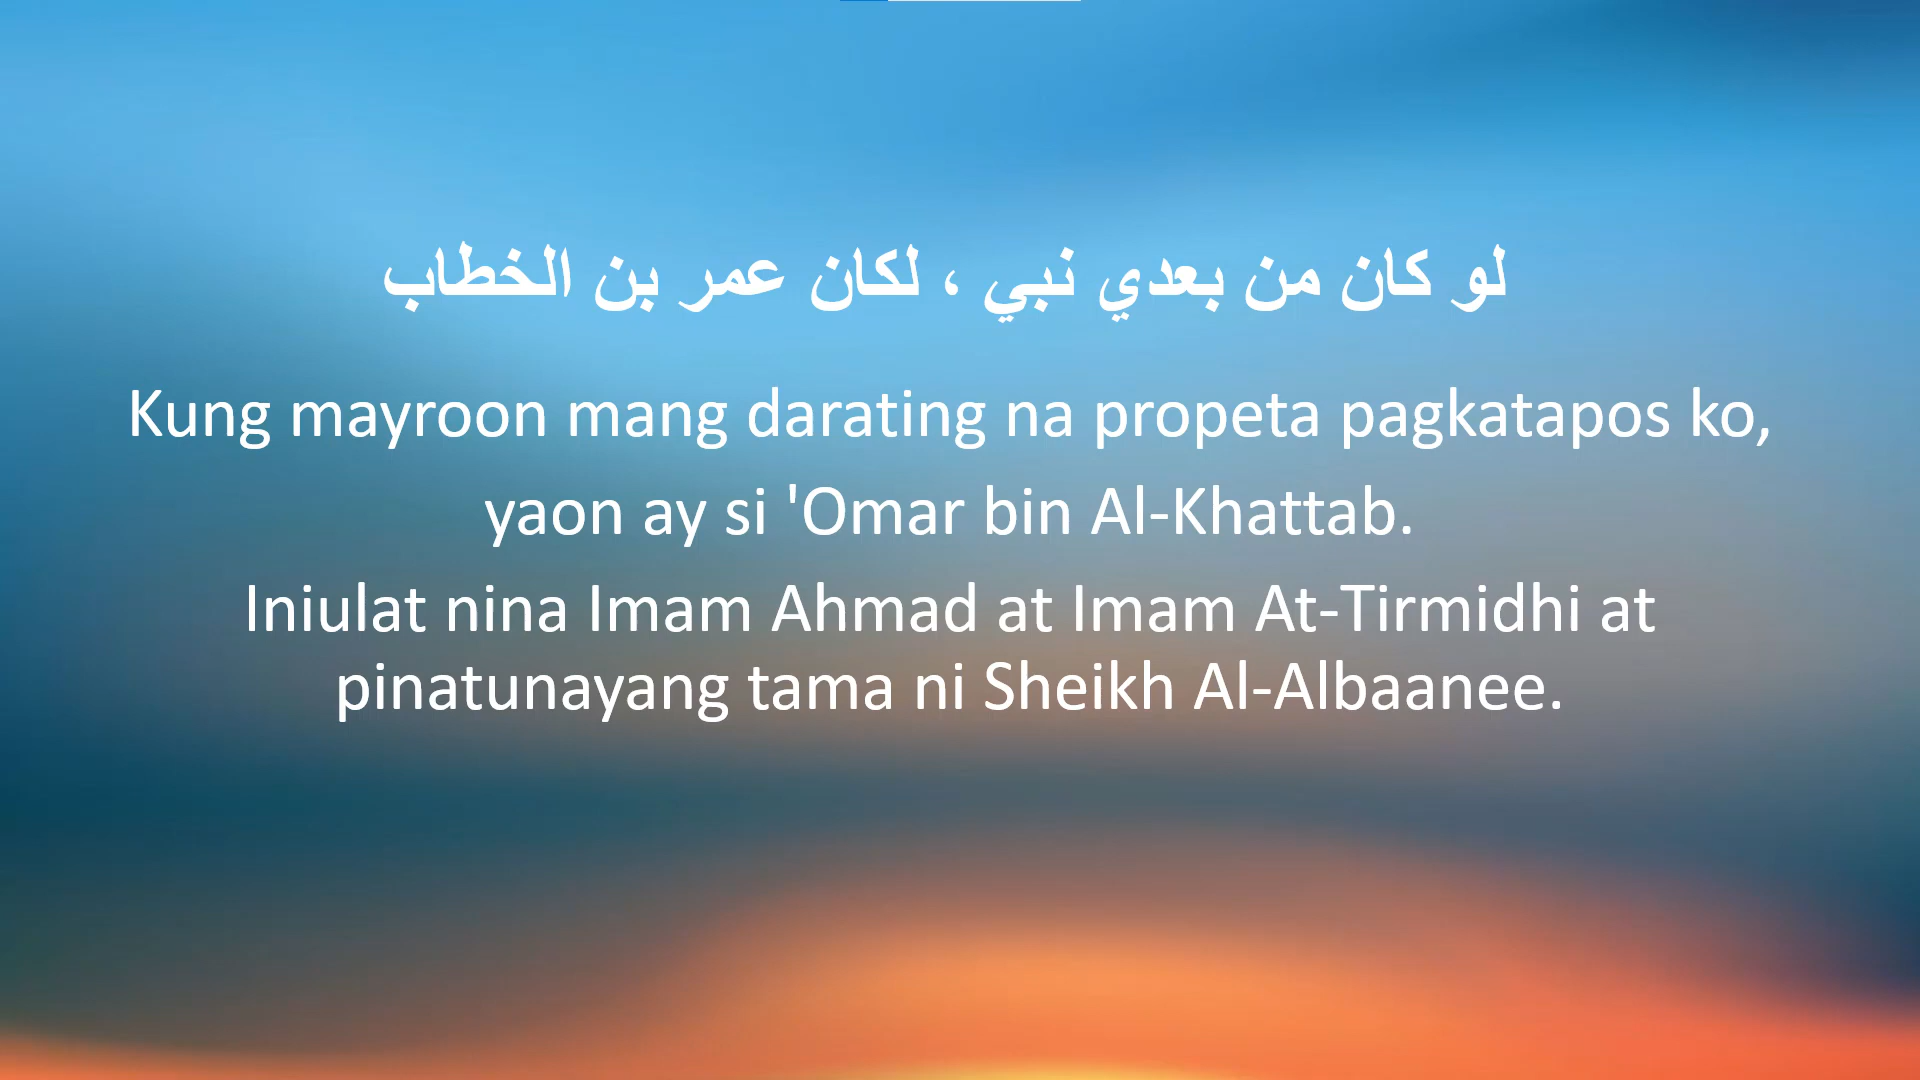 لو كان من بعدي نبي ، لكان عمر بن الخطاب
Kung mayroon mang darating na propeta pagkatapos ko,
yaon ay si 'Omar bin Al-Khattab.
Iniulat nina Imam Ahmad at Imam At-Tirmidhi at
pinatunayang tama ni Sheikh Al-Albaanee.